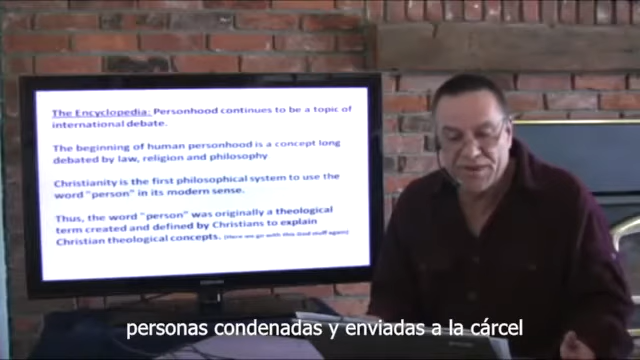 The Encyclopedia: Personhood continues to be a topic of
international debate.
The beginning of human personhood is a concept long
debated by law, religion and philosophy
Christianity is the first philosophical system to use the
word "person" in its modern sense.
Thus, the word "person" was originally a theological
term created and defined by Christians to explain
Christian theological concepts. (Here we go with this God stuff again)
personas condenadas y enviadas a la cárcel